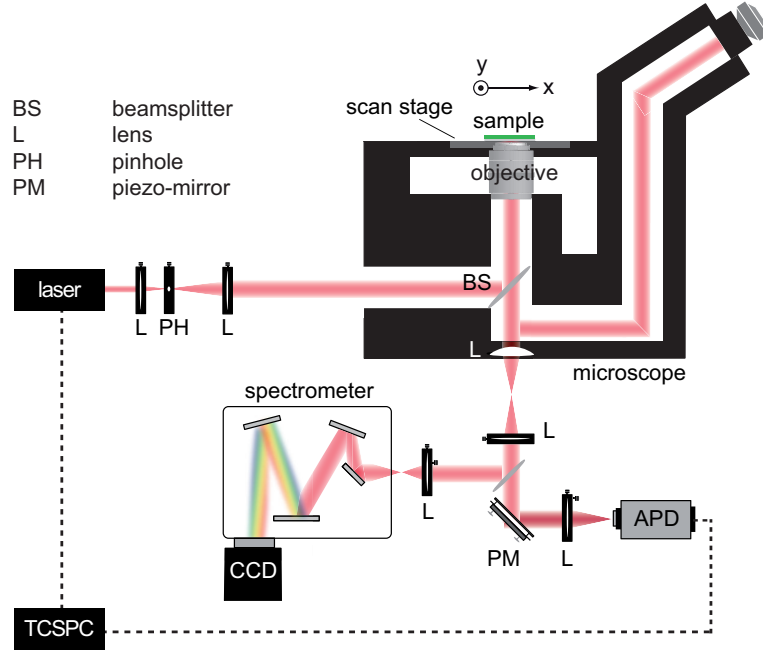 y
x
scan stage
sample
objective
BS beamsplitter
L lens
PH pinhole
PM piezo-mirror
laser
BS
L PH L
L
microscope
spectrometer
L
L
APD
PM L
CCD
TCSPC